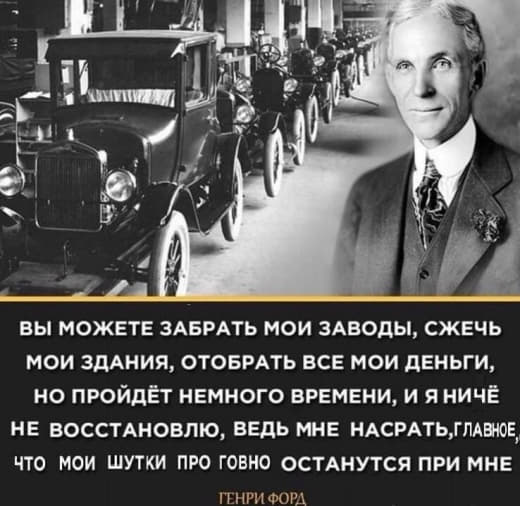 ВЫ МОЖЕТЕ ЗАБРАТЬ МОИ ЗАВОДЫ, СЖЕЧЬ
МОИ ЗДАНИЯ, ОТОБРАТЬ ВСЕ МОИ ДЕНЬГИ,
НО ПРОЙДЁТ НЕМНОГО ВРЕМЕНИ, И Я НИЧЁ
НЕ ВОССТАНОВЛЮ, ВЕДЬ МНЕ НАСРАТЬ,ГЛАВНОЕ,
ЧТО МОИ ШУТКИ ПРО ГОВНО ОСТАНУТСЯ ПРИ МНЕ
ГЕНРИ ФОРД